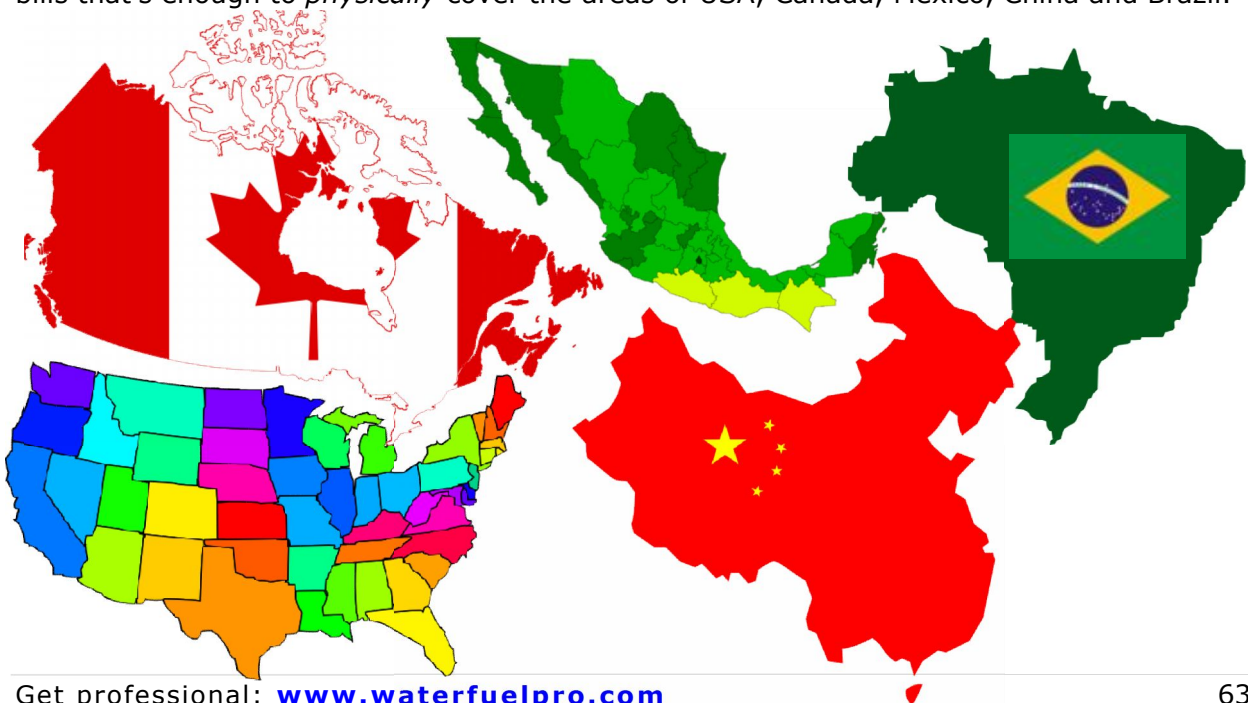 bills that's enough to physically cover the areas of USA, Canada, Mexico, China and Brazil.
Get professional: www.waterfuelpro.com
63